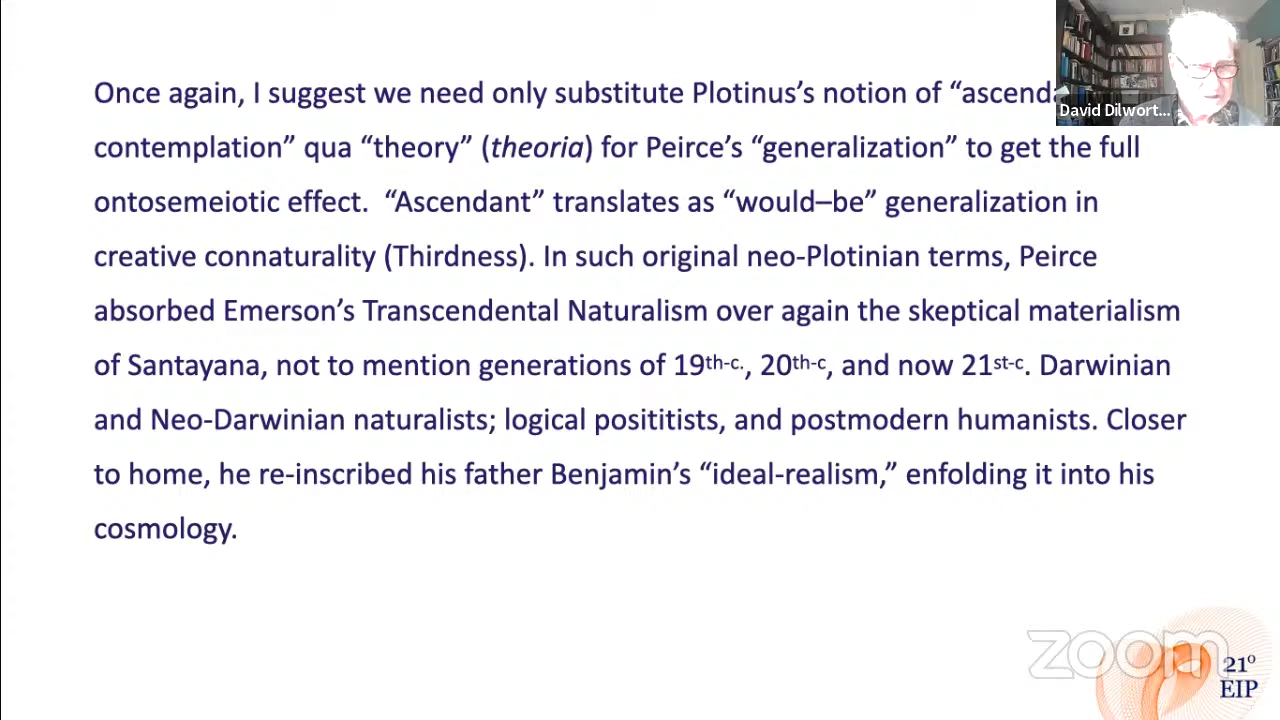 Once again, I suggest we need only substitute Plotinus’s notion of
David Dilwort...
contemplation” qua “theory” (theoria) for Peirce’s “generalization” to get the full
ontosemeiotic effect.  “Ascendant” translates as “would–be” generalization in
creative connaturality (Thirdness). In such original neo-Plotinian terms, Peirce
absorbed Emerson’s Transcendental Naturalism over again the skeptical materialism
of Santayana, not to mention generations of 19th-c., 20th-c, and now 21st-c. Darwinian
and Neo-Darwinian naturalists; logical posititists, and postmodern humanists. Closer
to home, he re-inscribed his father Benjamin’s “ideal-realism,” enfolding it into his
cosmology.
zoom
21º
EIP